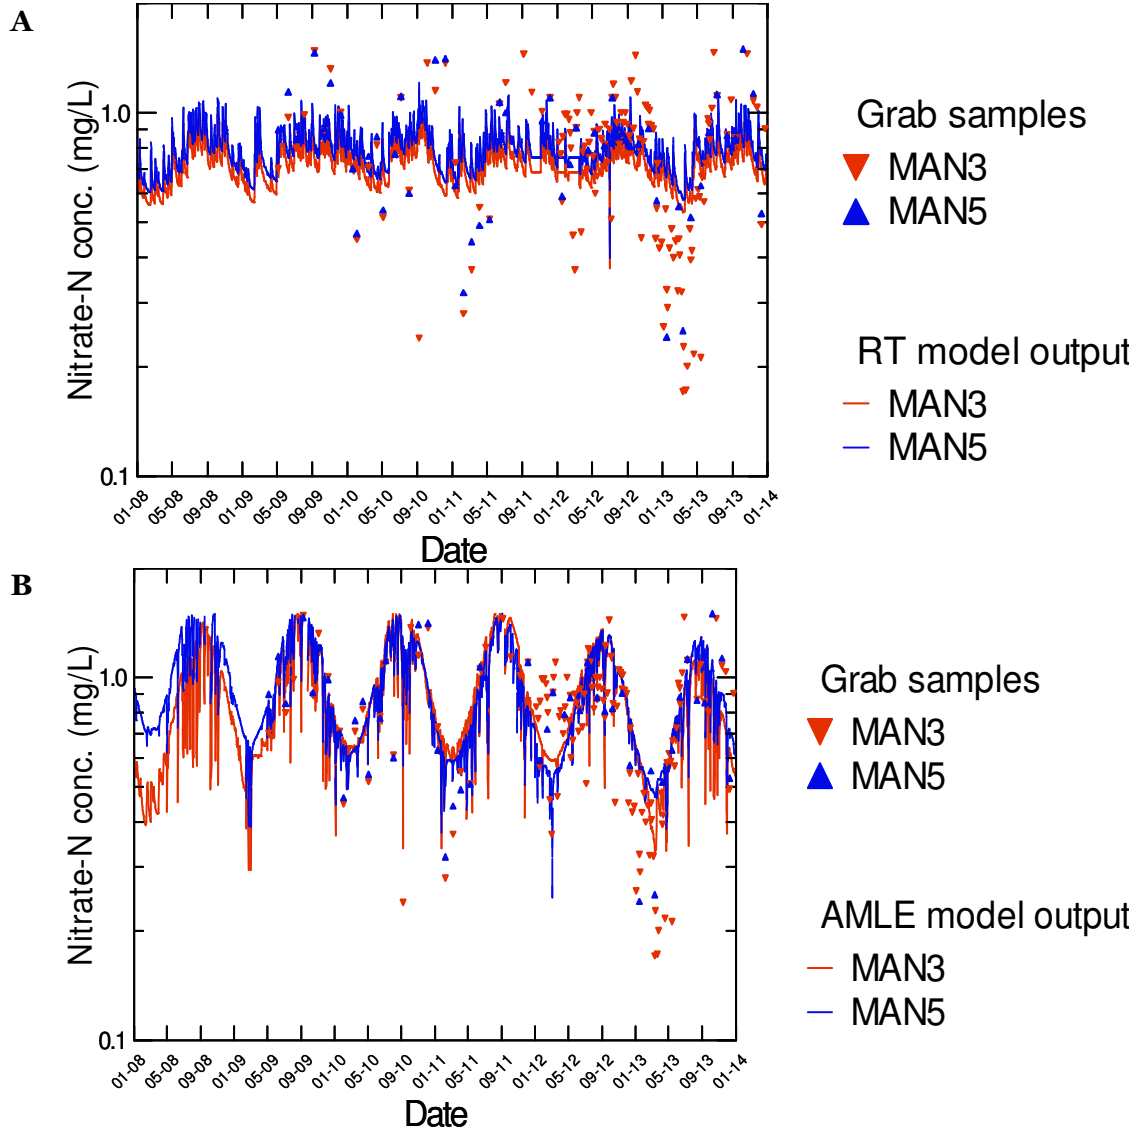 A
Nitrate-N conc. (mg/L)
1.0
0.1
01-08 05-08 09-08 01-09 05-09 09-09 01-10 05-10 09-10 01-11 05-11 09-11 01-12 05-12 09-12 01-13 05-13 09-13 01-14
Date
Grab samples
MAN3
MAN5
RT model output
MAN3
MAN5
B
Nitrate-N conc. (mg/L)
1.0
0.1
01-08 05-08 09-08 01-09 05-09 09-09 01-10 05-10 09-10 01-11 05-11 09-11 01-12 05-12 09-12 01-13 05-13 09-13 01-14
Date
Grab samples
MAN3
MAN5
AMLE model output
MAN3
MAN5